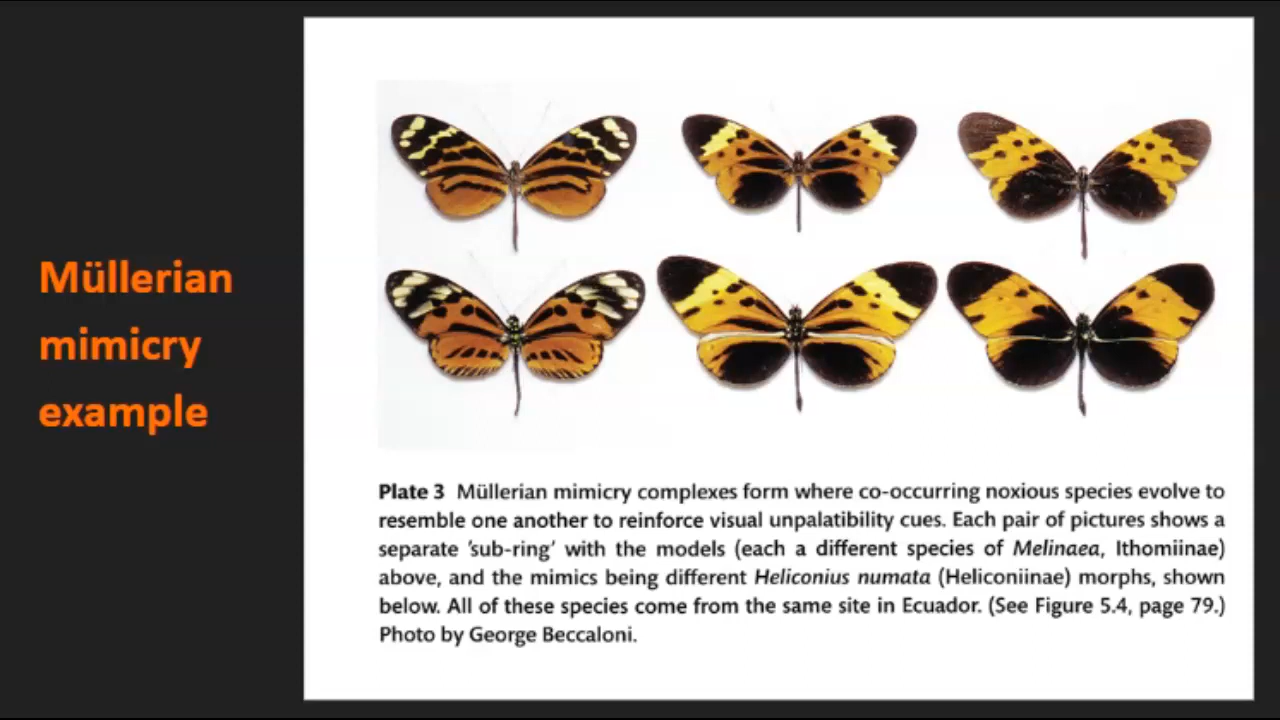 Müllerian
mimicry
example
Plate 3 Müllerian mimicry complexes form where co-occurring noxious species evolve to
resemble one another to reinforce visual unpalatibility cues. Each pair of pictures shows a
separate 'sub-ring' with the models (each a different species of Melinaea, Ithomiinae)
above, and the mimics being different Heliconius numata (Heliconiinae) morphs, shown
below. All of these species come from the same site in Ecuador. (See Figure 5.4, page 79.)
Photo by George Beccaloni.